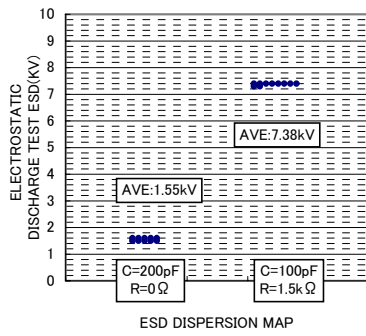 ELECTROSTATIC
DISCHARGE TEST ESD(KV)
10
9
8
7
6
5
4
3
2
1
0
AVE:7.38kV
AVE:1.55kV
C=200pF
R=0Ω
C=100pF
R=1.5kΩ
ESD DISPERSION MAP